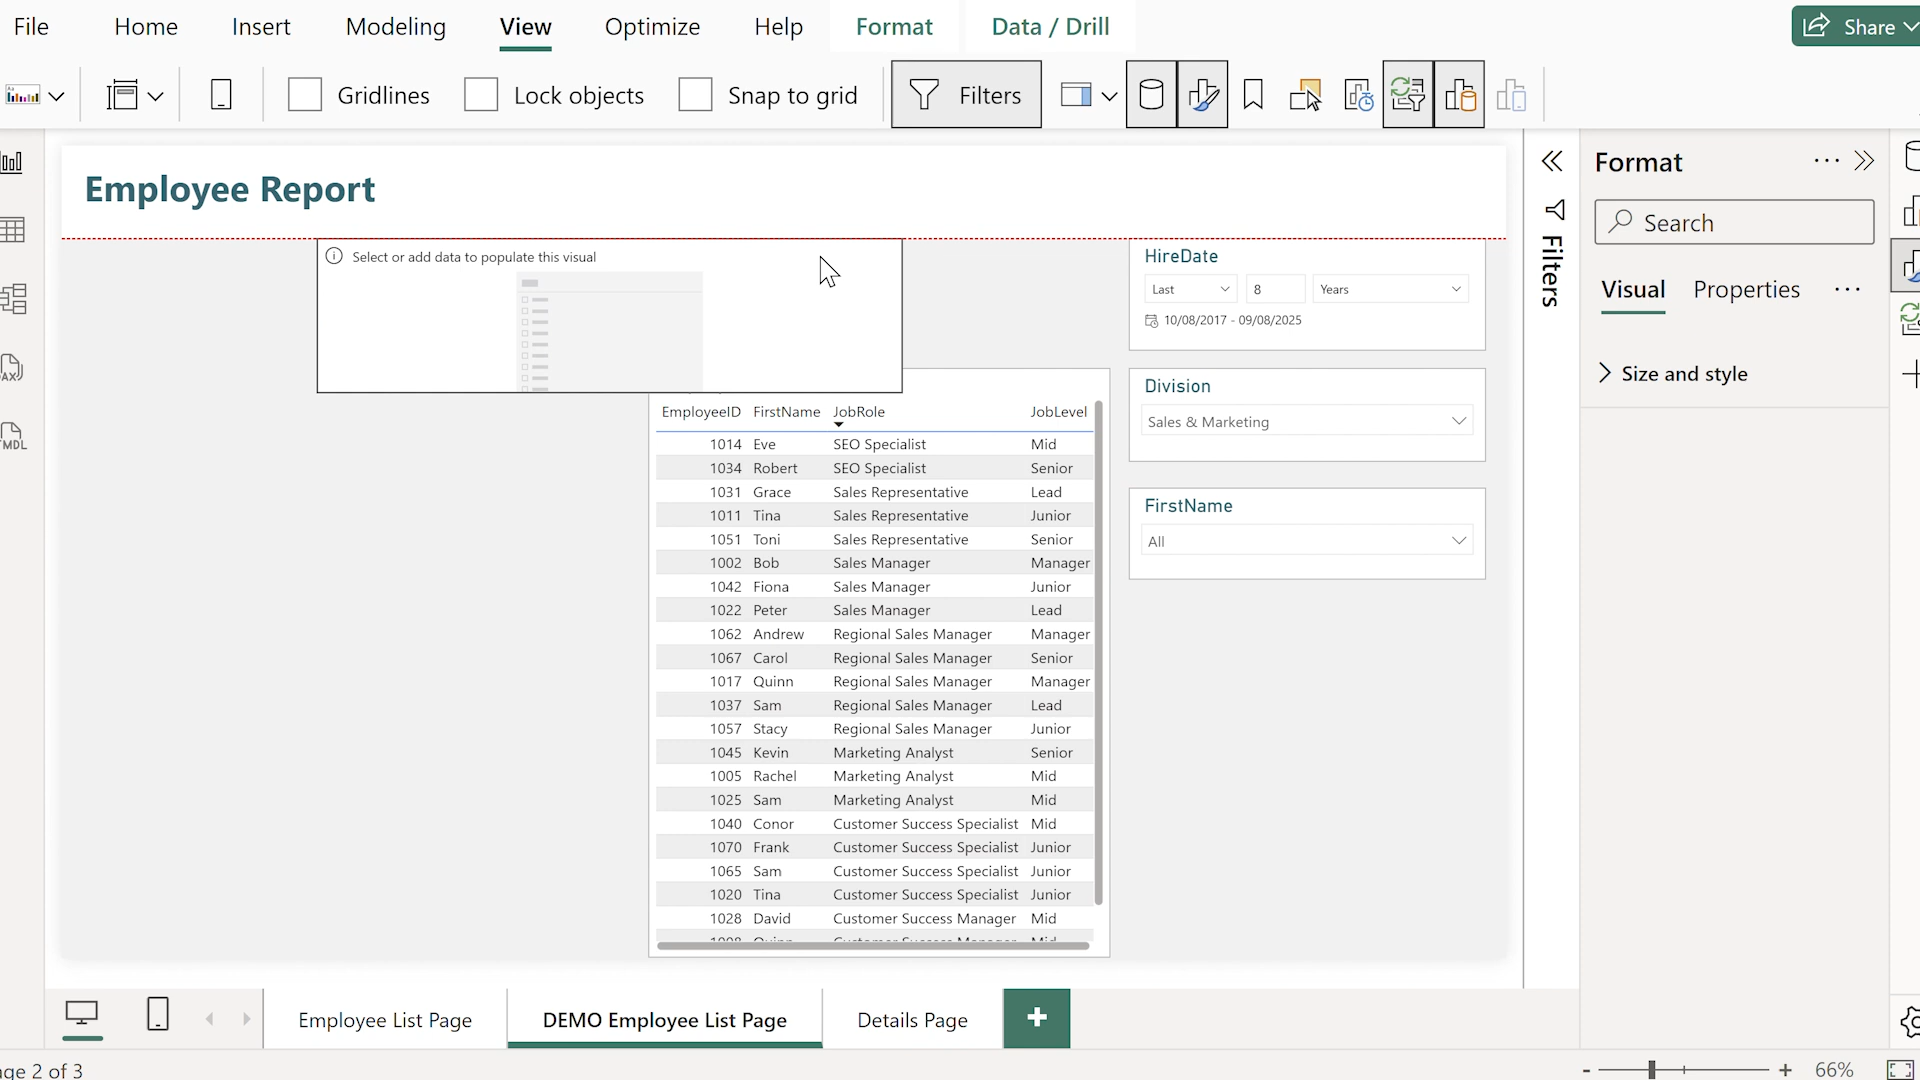 File Home Insert Modeling View Optimize Help Format Data / Drill Share
Gridlines Lock objects Snap to grid Filters
Employee Report
Select or add data to populate this visual
HireDate
Last 8 Years
10/08/2017 - 09/08/2025
Division
Sales & Marketing
FirstName
All
EmployeeID FirstName JobRole JobLevel
1014 Eve SEO Specialist Mid
1034 Robert SEO Specialist Senior
1031 Grace Sales Representative Lead
1011 Tina Sales Representative Junior
1051 Toni Sales Representative Senior
1002 Bob Sales Manager Manager
1042 Fiona Sales Manager Junior
1022 Peter Sales Manager Lead
1062 Andrew Regional Sales Manager Manager
1067 Carol Regional Sales Manager Senior
1017 Quinn Regional Sales Manager Manager
1037 Sam Regional Sales Manager Lead
1057 Stacy Regional Sales Manager Junior
1045 Kevin Marketing Analyst Senior
1005 Rachel Marketing Analyst Mid
1025 Sam Marketing Analyst Mid
1040 Conor Customer Success Specialist Mid
1070 Frank Customer Success Specialist Junior
1065 Sam Customer Success Specialist Junior
1020 Tina Customer Success Specialist Junior
1028 David Customer Success Manager Mid
Filters
Format
Search
Visual Properties
Size and style
Employee List Page DEMO Employee List Page Details Page
2 of 3
66%